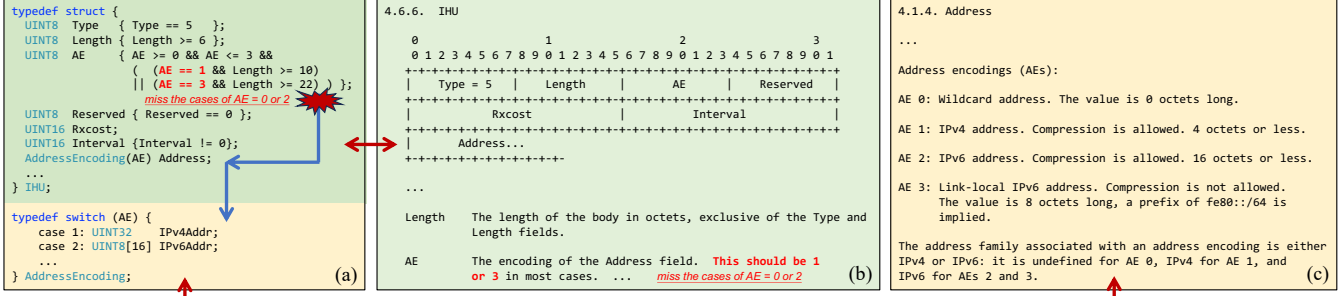 typedef struct {
UINT8 Type { Type == 5 };
UINT8 Length { Length >= 6 };
UINT8 AE { AE >= 0 && AE <= 3 &&
( (AE == 1 && Length >= 10)
|| (AE == 3 && Length >= 22) ) };
miss the cases of AE = 0 or 2
UINT8 Reserved { Reserved == 0 };
UINT16 Rxcost;
UINT16 Interval {Interval != 0};
AddressEncoding(AE) Address;
...
} IHU;
typedef switch (AE) {
case 1: UINT32 IPv4Addr;
case 2: UINT8[16] IPv6Addr;
...
} AddressEncoding;
(a)
4.6.6. IHU
0 1 2 3
0 1 2 3 4 5 6 7 8 9 0 1 2 3 4 5 6 7 8 9 0 1 2 3 4 5 6 7 8 9 0 1
+-+-+-+-+-+-+-+-+-+-+-+-+-+-+-+-+-+-+-+-+-+-+-+-+-+-+-+-+-+-+-+-+
| Type = 5 | Length | AE | Reserved |
+-+-+-+-+-+-+-+-+-+-+-+-+-+-+-+-+-+-+-+-+-+-+-+-+-+-+-+-+-+-+-+-+
| Rxcost | Interval |
+-+-+-+-+-+-+-+-+-+-+-+-+-+-+-+-+-+-+-+-+-+-+-+-+-+-+-+-+-+-+-+-+
| Address...
+-+-+-+-+-+-+-+-+-+-+-+-
...
Length The length of the body in octets, exclusive of the Type and
Length fields.
AE The encoding of the Address field. This should be 1
or 3 in most cases. ... miss the cases of AE = 0 or 2
(b)
4.1.4. Address
...
Address encodings (AEs):
AE 0: Wildcard address. The value is 0 octets long.
AE 1: IPv4 address. Compression is allowed. 4 octets or less.
AE 2: IPv6 address. Compression is allowed. 16 octets or less.
AE 3: Link-local IPv6 address. Compression is not allowed.
The value is 8 octets long, a prefix of fe80::/64 is
implied.
The address family associated with an address encoding is either
IPv4 or IPv6: it is undefined for AE 0, IPv4 for AE 1, and
IPv6 for AEs 2 and 3.
(c)